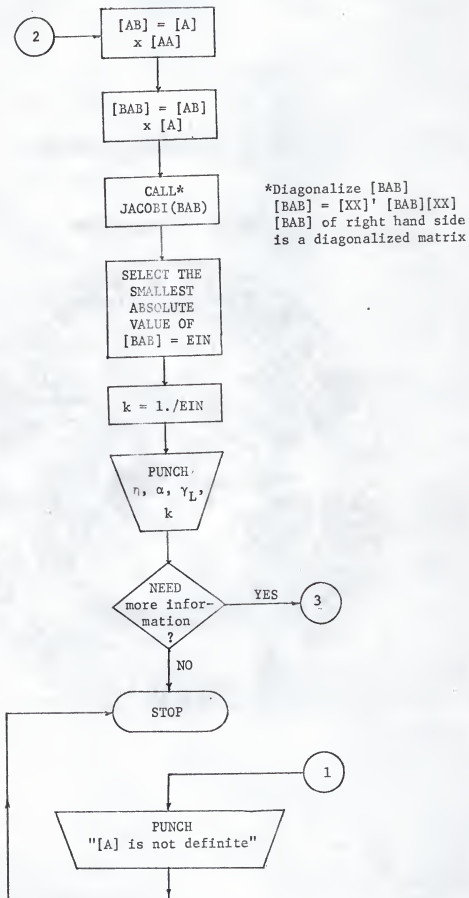 2
[AB] = [A]
x [AA]
[BAB] = [AB]
x [A]
CALL*
JACOBI(BAB)
*Diagonalize [BAB]
[BAB] = [XX]' [BAB][XX]
[BAB] of right hand side
is a diagonalized matrix
SELECT THE
SMALLEST
ABSOLUTE
VALUE OF
[BAB] = EIN
k = 1./EIN
PUNCH
η, α, γL,
k
NEED
more infor-
mation
?
YES
3
NO
STOP
1
PUNCH
"[A] is not definite"